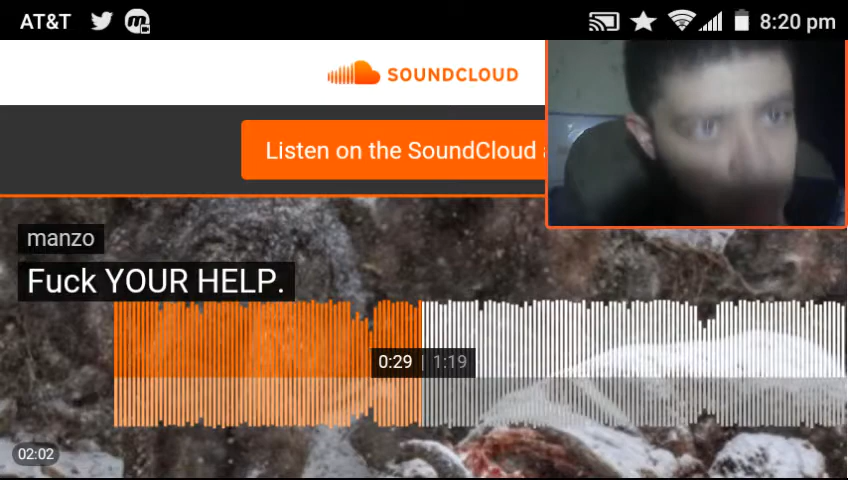 AT&T 8:20 pm
SOUNDCLOUD
Listen on the SoundCloud a
manzo
Fuck YOUR HELP.
0:29 | 1:19
02:02